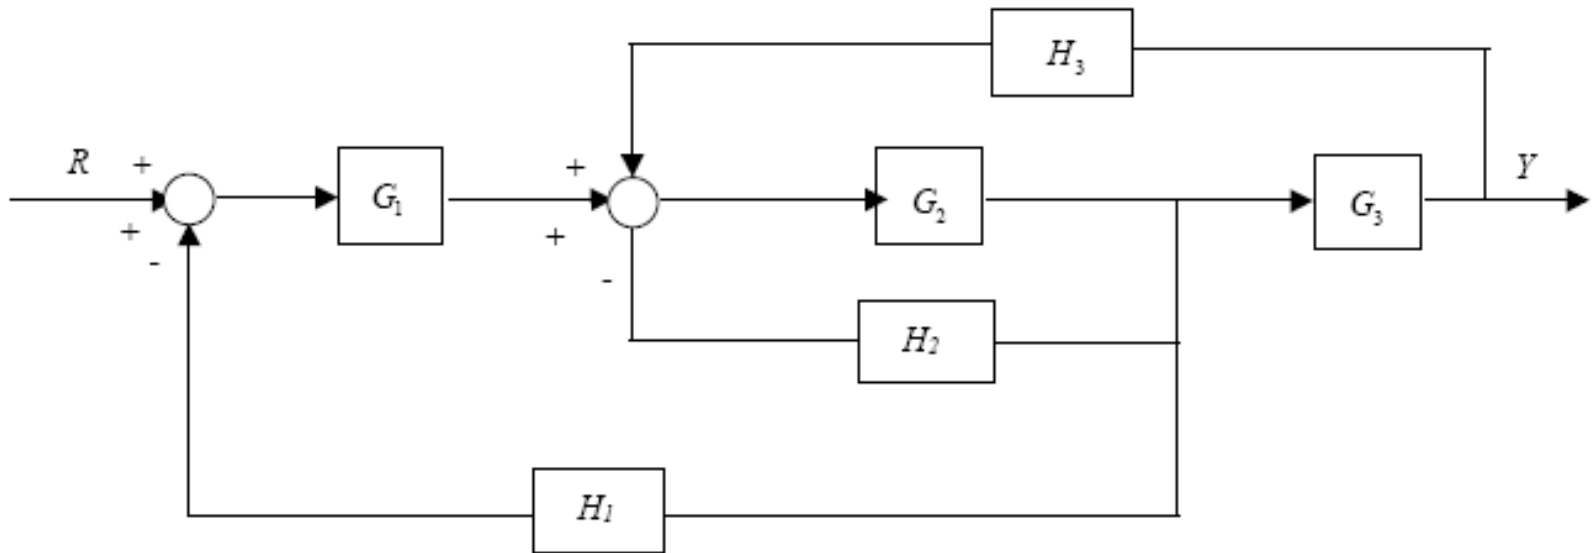 H₃
R + G₁ + G₂ G₃ Y
+ +
- -
H₂
H₁